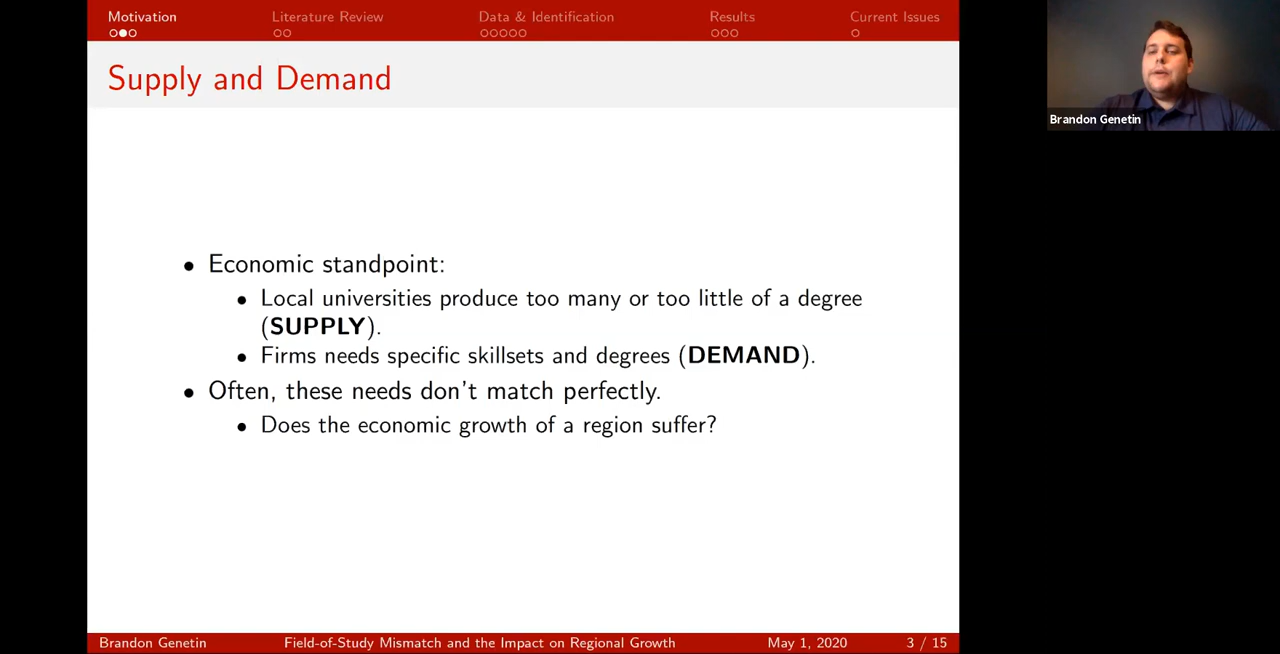 Motivation Literature Review Data & Identification Results Current Issues
Supply and Demand
• Economic standpoint:
• Local universities produce too many or too little of a degree
(SUPPLY).
• Firms needs specific skillsets and degrees (DEMAND).
• Often, these needs don't match perfectly.
• Does the economic growth of a region suffer?
Brandon Genetin Field-of-Study Mismatch and the Impact on Regional Growth May 1, 2020 3 / 15
Brandon Genetin